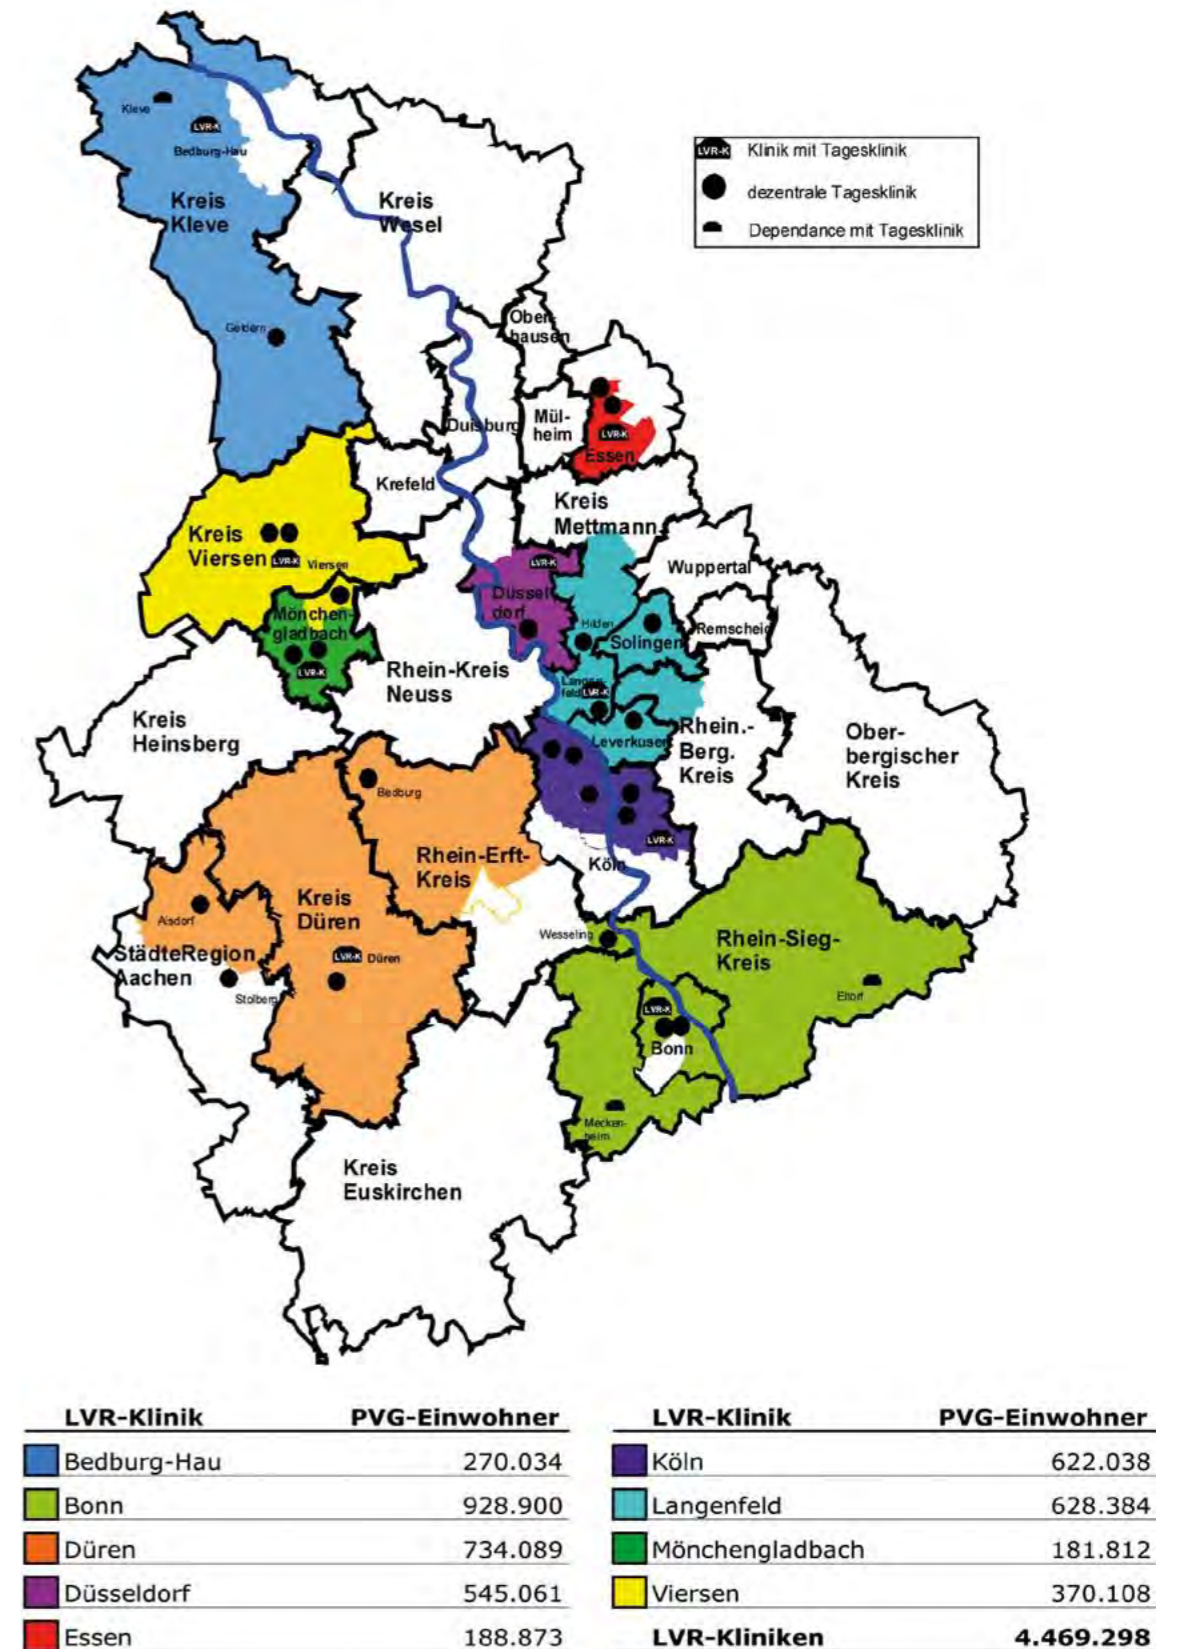 Kleve
LVR-K
Bedburg-Hau
Kreis
Kleve
Kreis
Wesel
LVR-K Klinik mit Tagesklinik
dezentrale Tagesklinik
Dependance mit Tagesklinik
Geldern
Ober-
hausen
Duisburg
Mül-
heim
LVR-K
Essen
Krefeld
Kreis
Mettmann
Kreis
Viersen LVR-K Viersen
LVR-K
Düssel
dorf
Wuppertal
Mönchen-
gladbach
LVR-K
Hilden
Solingen
Remscheid
Rhein-Kreis
Neuss
Langen-
feld LVR-K
Leverkusen
Kreis
Heinsberg
Rhein.-
Berg.
Kreis
Ober-
bergischer
Kreis
Bedburg
LVR-K
Köln
Rhein-Erft-
Kreis
Kreis
Düren
Alsdorf
LVR-K Düren
StädteRegion
Aachen
Stolberg
Wesseling
Rhein-Sieg-
Kreis
Eitorf
LVR-K
Bonn
Mecken-
heim
Kreis
Euskirchen
LVR-Klinik PVG-Einwohner
Bedburg-Hau 270.034
Bonn 928.900
Düren 734.089
Düsseldorf 545.061
Essen 188.873
LVR-Klinik PVG-Einwohner
Köln 622.038
Langenfeld 628.384
Mönchengladbach 181.812
Viersen 370.108
LVR-Kliniken 4.469.298